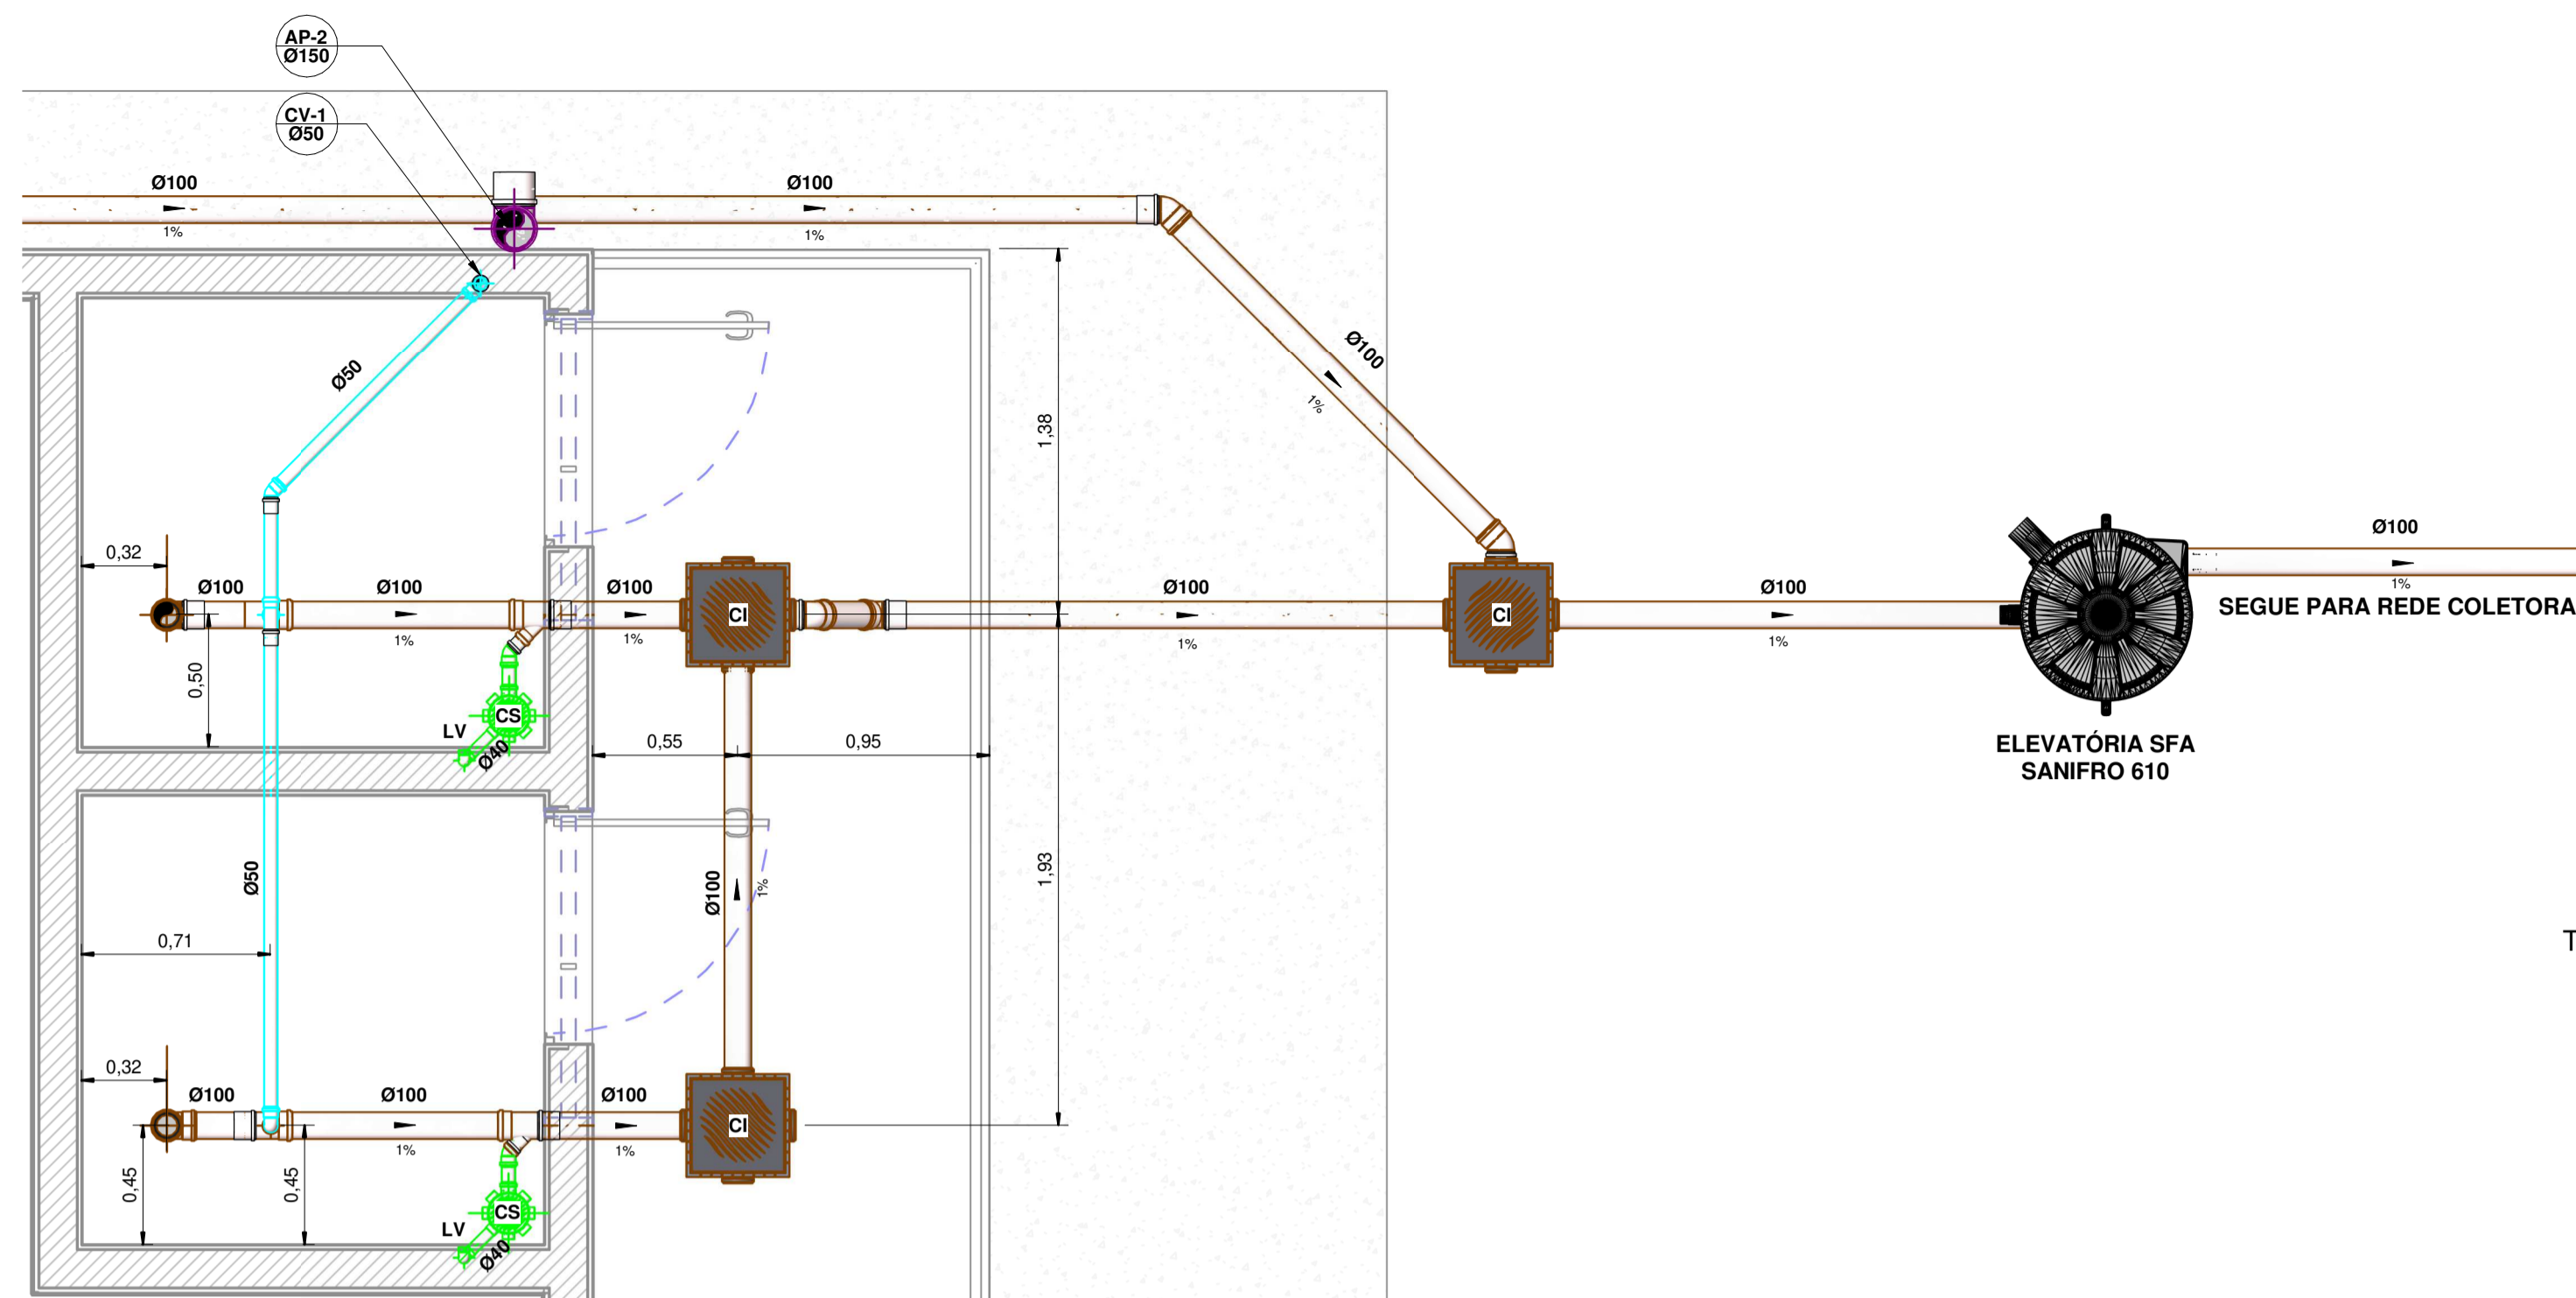 AP-2
Ø150
CV-1
Ø50
Ø100
Ø100
1%
1%
Ø100
1%
Ø50
1,38
0,32
Ø100
Ø100
Ø100
Ø100
Ø100
Ø100
1%
1%
1%
1%
1%
CI
CI
SEGUE PARA REDE COLETORA
0,50
CS
LV
Ø40
0,55
0,95
ELEVATÓRIA SFA
SANIFRO 610
Ø50
Ø100
1%
1,93
0,71
T
0,32
Ø100
Ø100
Ø100
1%
1%
CI
0,45
0,45
CS
LV
Ø40